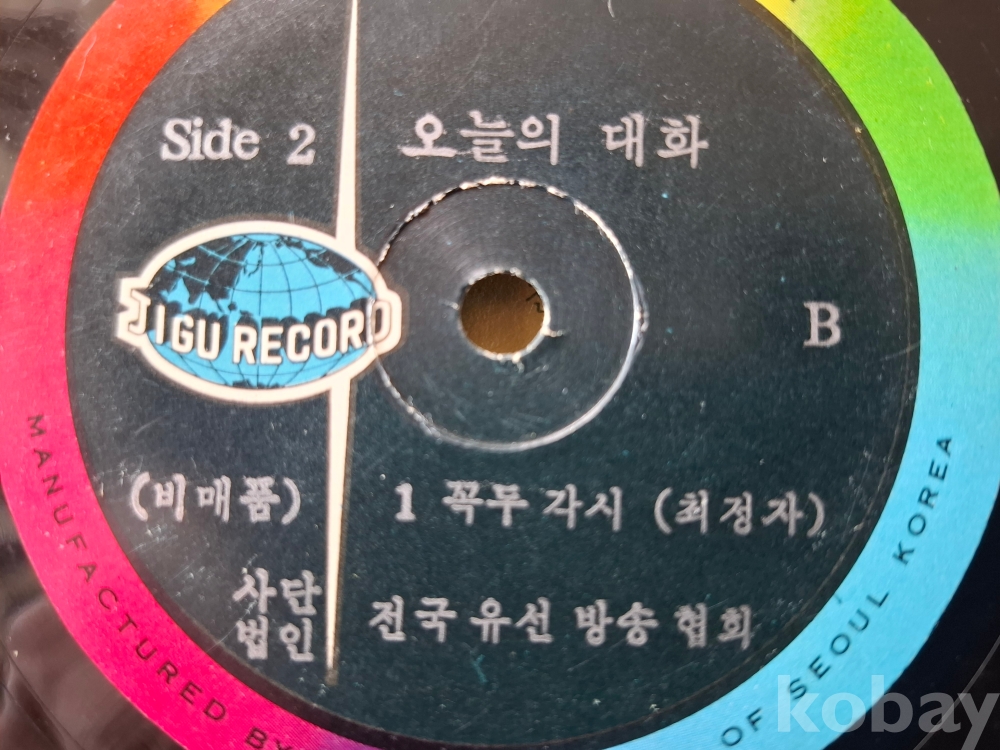 Side 2 오늘의 대화
JIGU RECORD
B
(비매품) 1 꼭두각시 (최정자)
사단법인 전국유선방송협회
MANUFACTURED BY
OF SEOUL KOREA
kobay